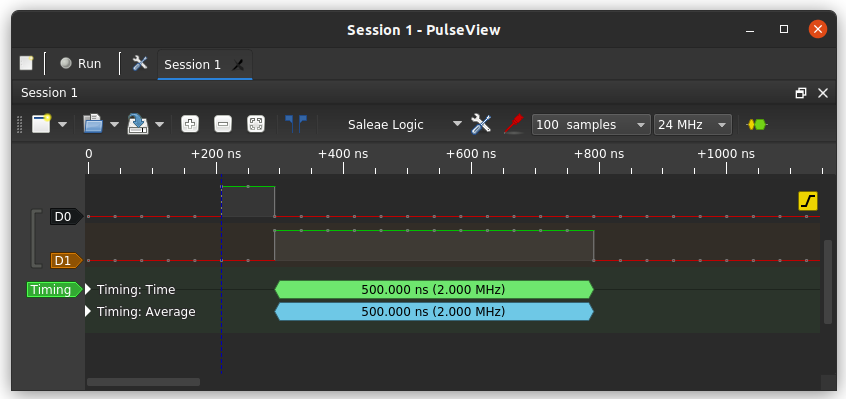 Session 1 - PulseView
Run
Session 1
Session 1
Saleae Logic
100 samples
24 MHz
0 +200 ns +400 ns +600 ns +800 ns +1000 ns
D0
D1
Timing
Timing: Time
500.000 ns (2.000 MHz)
Timing: Average
500.000 ns (2.000 MHz)